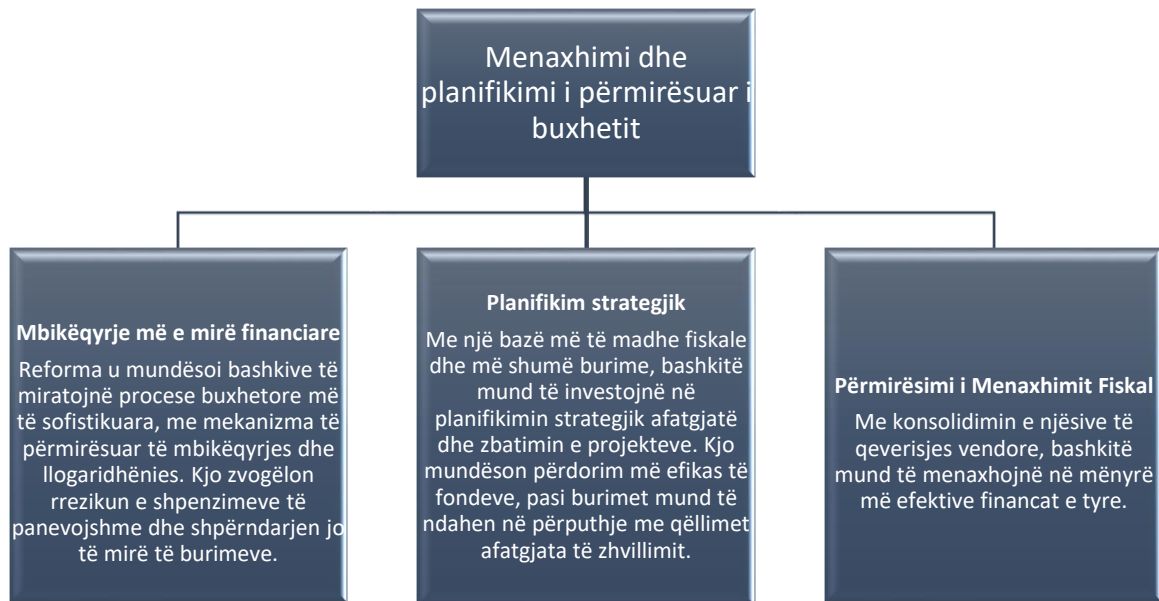 Menaxhimi dhe
planifikimi i përmirësuar i
buxhetit
Mbikëqyrje më e mirë financiare
Reforma u mundësoi bashkive të
miratojnë procese buxhetore më
të sofistikuara, me mekanizma të
përmirësuar të mbikëqyrjes dhe
llogaridhënies. Kjo zvogëlon
rrezikun e shpenzimeve të
panevojshme dhe shpërndarjen jo
të mirë të burimeve.
Planifikim strategjik
Me një bazë më të madhe fiskale
dhe më shumë burime, bashkitë
mund të investojnë në
planifikimin strategjik afatgjatë
dhe zbatimin e projekteve. Kjo
mundëson përdorim më efikas të
fondeve, pasi burimet mund të
ndahen në përputhje me qëllimet
afatgjata të zhvillimit.
Përmirësimi i Menaxhimit Fiskal
Me konsolidimin e njësive të
qeverisjes vendore, bashkitë
mund të menaxhojnë në mënyrë
më efektive financat e tyre.